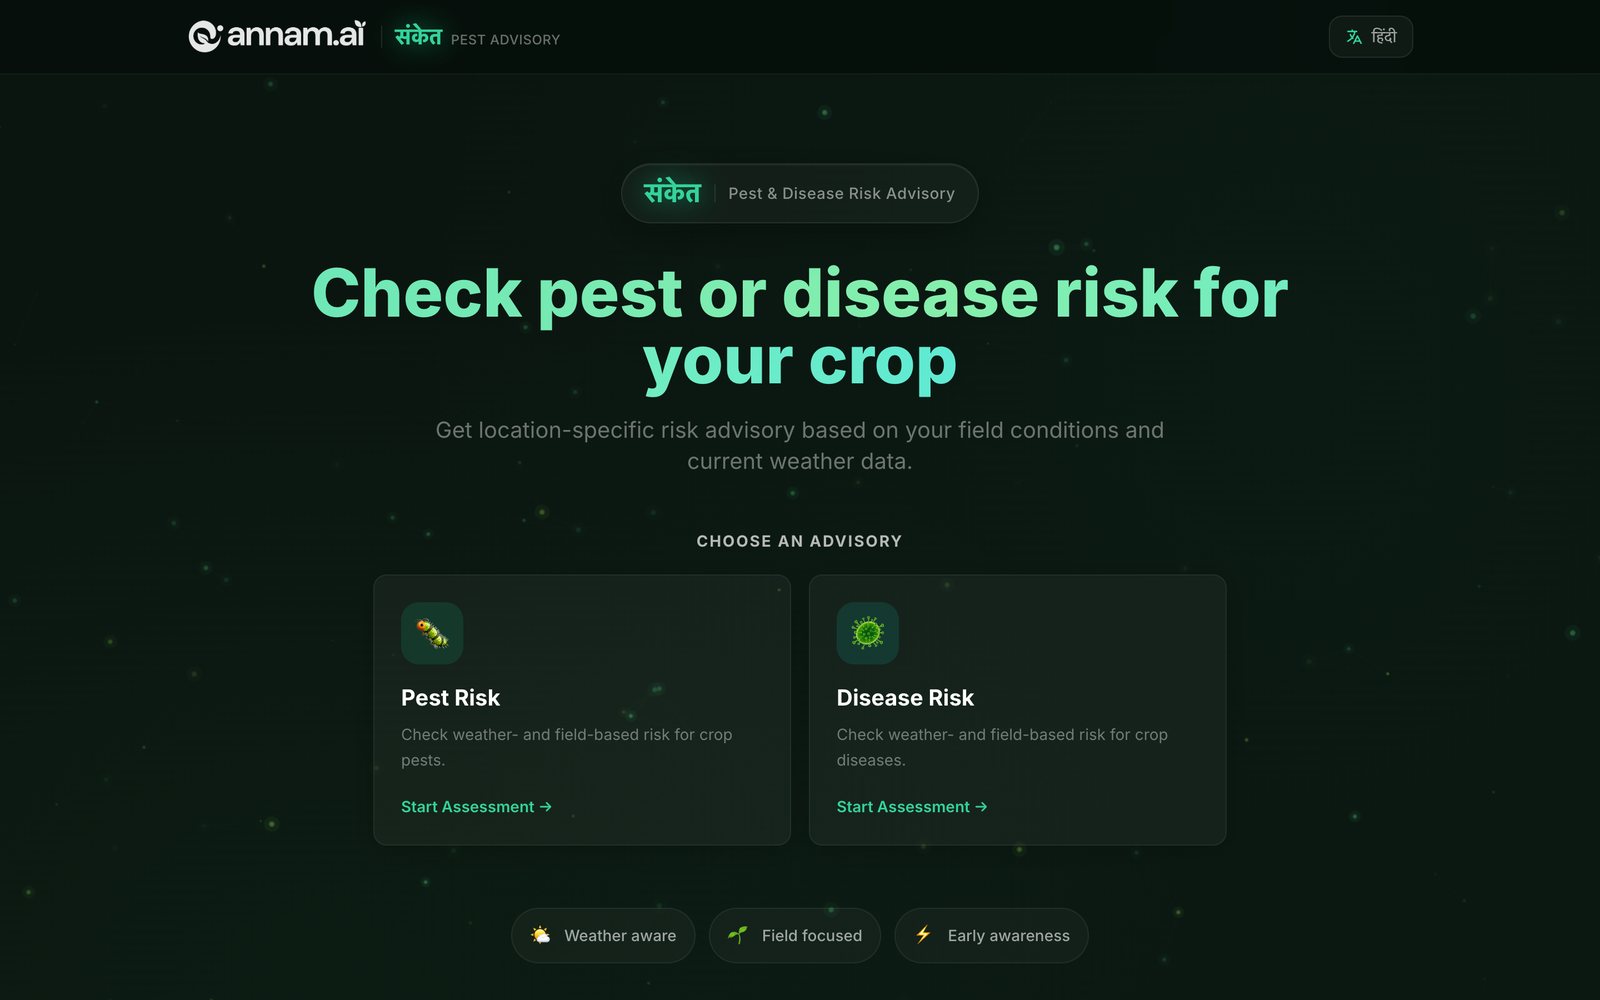 annam.ai
संकेत PEST ADVISORY
हिंदी
संकेत Pest & Disease Risk Advisory
Check pest or disease risk for
your crop
Get location-specific risk advisory based on your field conditions and
current weather data.
CHOOSE AN ADVISORY
Pest Risk
Check weather- and field-based risk for crop
pests.
Start Assessment →
Disease Risk
Check weather- and field-based risk for crop
diseases.
Start Assessment →
Weather aware
Field focused
Early awareness